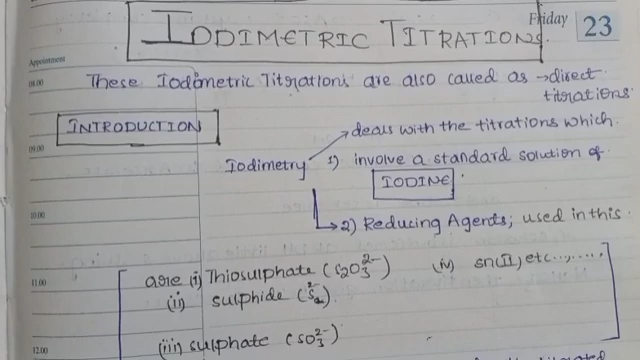 Friday 23
IODIMETRIC TITRATIONS
Appointment
08.00 These Iodometric Titrations are also called as → direct
titrations.
INTRODUCTION
→ deals with the titrations which
09.00
Iodimetry 1) involve a standard solution of
IODINE
10.00
→ 2) Reducing Agents; used in this
11.00 are (i) Thiosulphate (S2O3^2-) (iv) Sn(II) etc...,....,
(ii) sulphide (S^2-)
12.00 (iii) sulphate (SO3^2-)